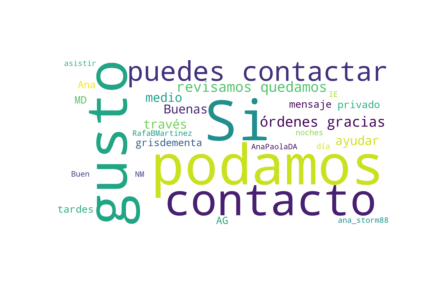 asistir
gusto
puedes contactar
Ana
revisamos quedamos
iE
MD
medio
Buenas
Si
mensaje
privado
través
órdenes gracias
RafaBMartinez
noches
ayudar
grisdementa
AnaPaolaDA
día
podamos
Buen
NM
contacto
tardes
AG
ana_storm88